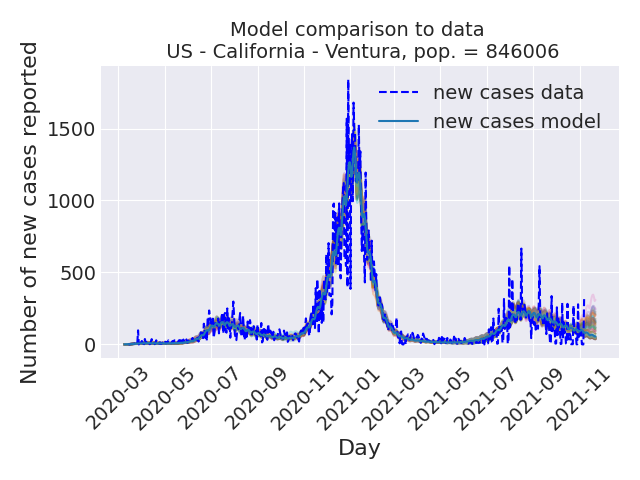 Model comparison to data
US - California - Ventura, pop. = 846006
Number of new cases reported
1500
1000
500
0
new cases data
new cases model
2020-03
2020-05
2020-07
2020-09
2020-11
2021-01
2021-03
2021-05
2021-07
2021-09
2021-11
Day